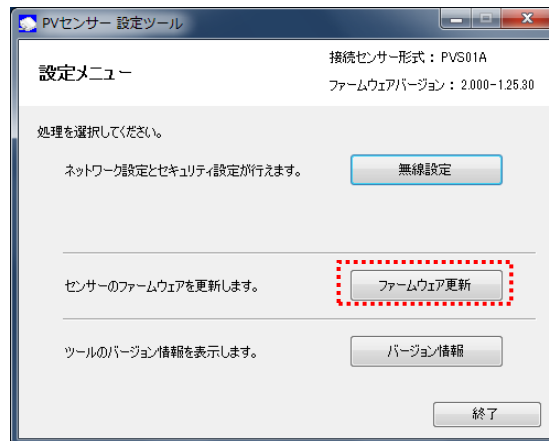 PVセンサー 設定ツール
設定メニュー
接続センサー形式： PVS01A
ファームウェアバージョン： 2.000-1.25.30
処理を選択してください。
ネットワーク設定とセキュリティ設定が行えます。
無線設定
センサーのファームウェアを更新します。
ファームウェア更新
ツールのバージョン情報を表示します。
バージョン情報
終了